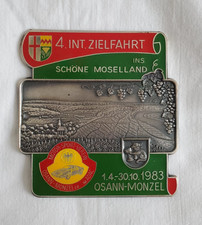 4. INT. ZIELFAHRT
INS
SCHÖNE MOSELLAND
1.4.-30.10.1983
OSANN-MONZEL